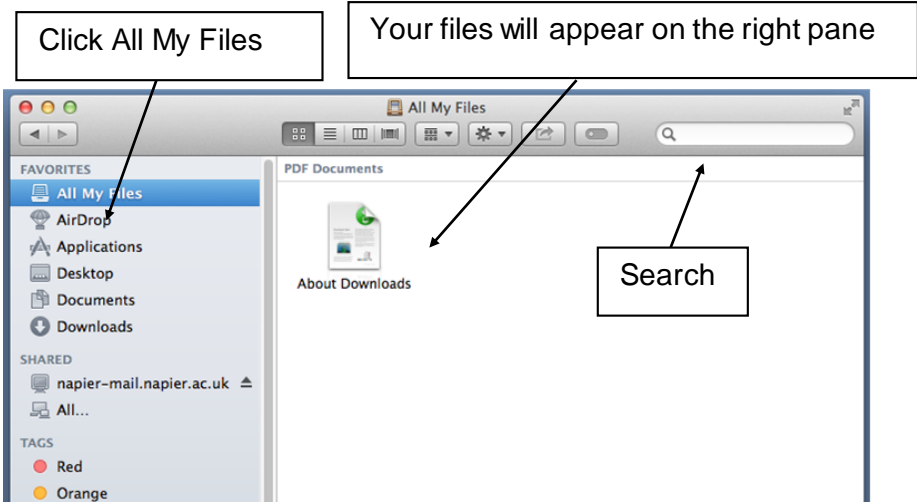 Click All My Files
Your files will appear on the right pane
All My Files
FAVORITES
All My Files
AirDrop
Applications
Desktop
Documents
Downloads
SHARED
napier-mail.napier.ac.uk
All...
TAGS
Red
Orange
PDF Documents
About Downloads
Search